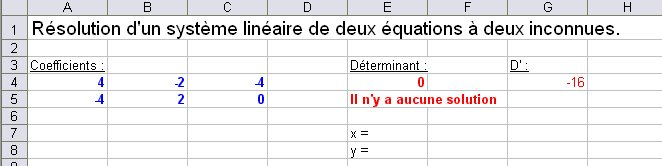 A B C D E F G H
1 Résolution d'un système linéaire de deux équations à deux inconnues.
2
3 Coefficients : Déterminant : D' :
4 4 -2 -4 0 -16
5 -4 2 0 Il n'y a aucune solution
6
7 x =
8 y =